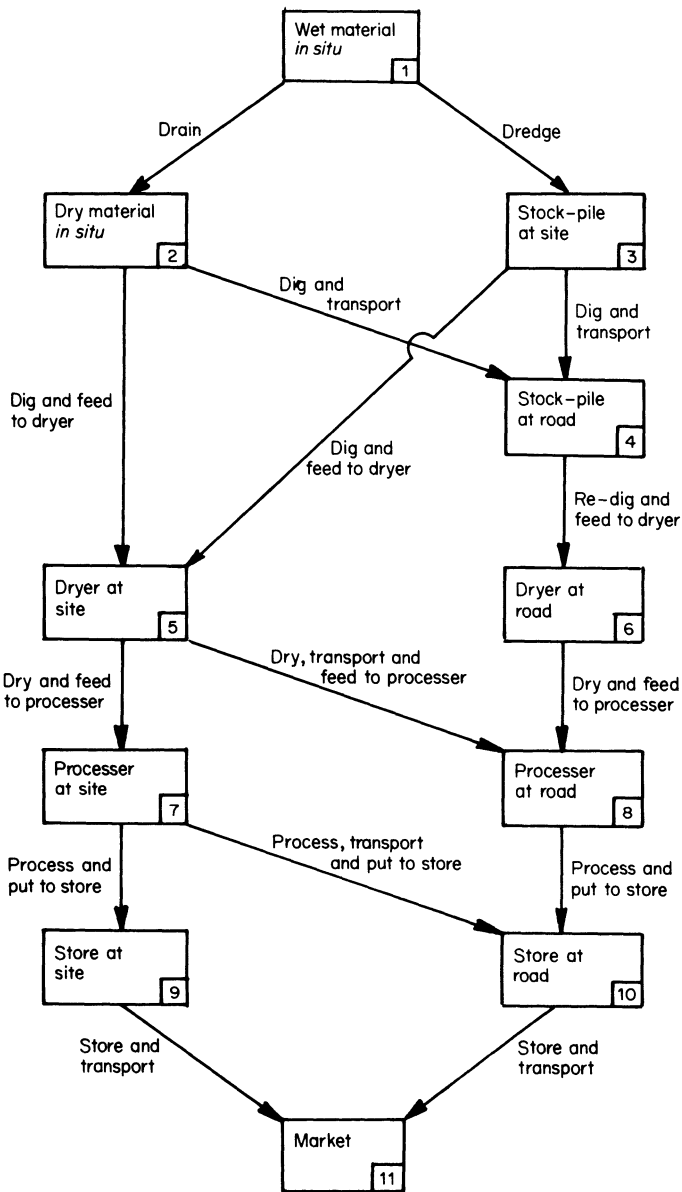 Wet material
in situ
1
Drain
Dredge
Dry material
in situ
2
Stock-pile
at site
3
Dig and
transport
Dig and
transport
Dig and feed
to dryer
Stock-pile
at road
4
Dig and
feed to dryer
Re-dig and
feed to dryer
Dryer at
site
5
Dryer at
road
6
Dry and feed
to processer
Dry, transport and
feed to processer
Dry and feed
to processer
Processer
at site
7
Processer
at road
8
Process and
put to store
Process, transport
and put to store
Process and
put to store
Store at
site
9
Store at
road
10
Store and
transport
Store and
transport
Market
11